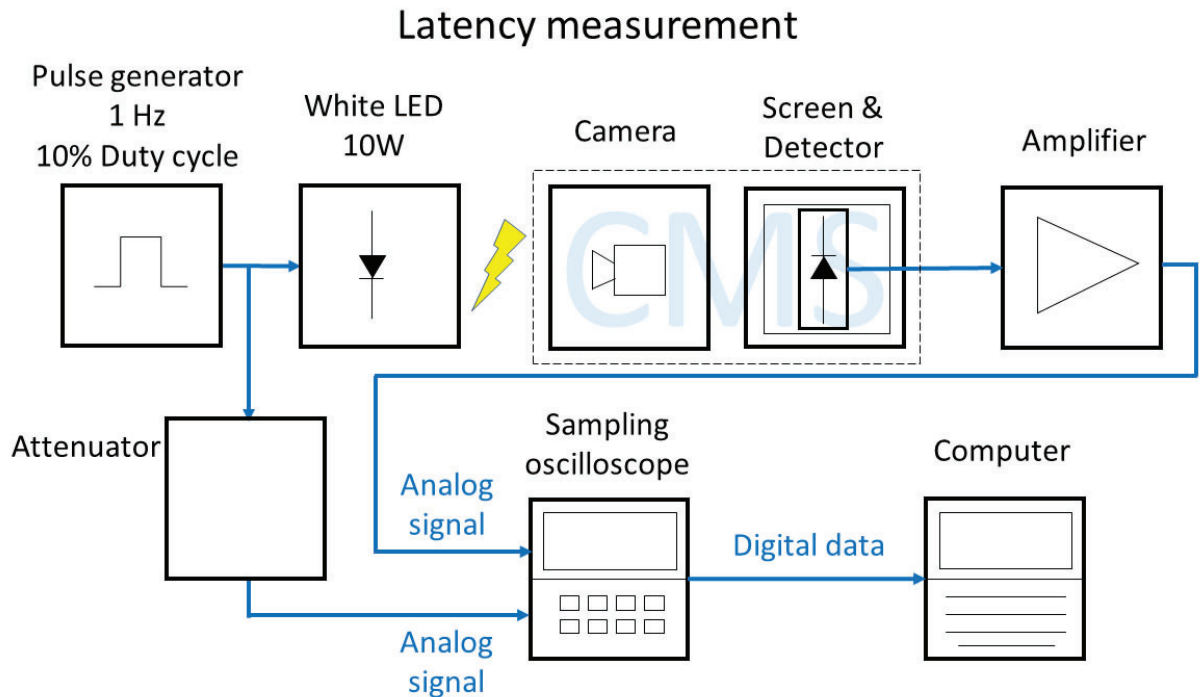 Latency measurement
Pulse generator
1 Hz
10% Duty cycle
White LED
10W
Camera
Screen &
Detector
Amplifier
CMS
Attenuator
Analog
signal
Sampling
oscilloscope
Digital data
Computer
Analog
signal